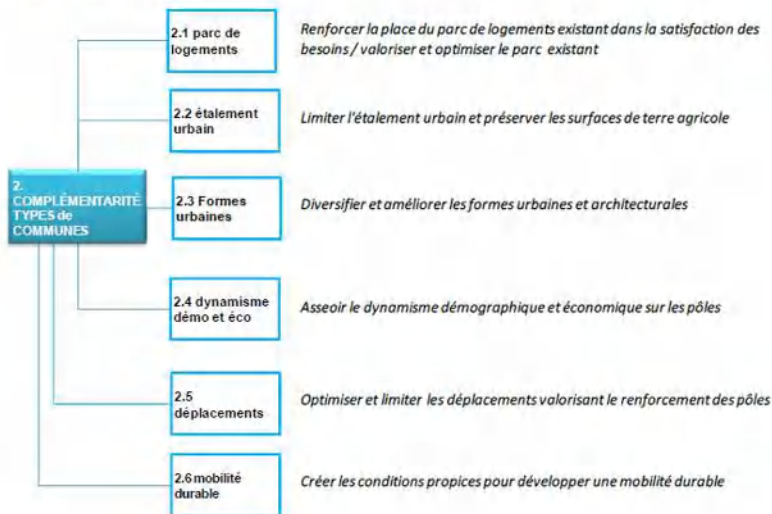 2.1 parc de
logements
Renforcer la place du parc de logements existant dans la satisfaction des
besoins / valoriser et optimiser le parc existant
2.2 étalement
urbain
Limiter l'étalement urbain et préserver les surfaces de terre agricole
2.
COMPLÉMENTARITÉ
TYPES de
COMMUNES
2.3 Formes
urbaines
Diversifier et améliorer les formes urbaines et architecturales
2.4 dynamisme
démo et éco
Asseoir le dynamisme démographique et économique sur les pôles
2.5
déplacements
Optimiser et limiter les déplacements valorisant le renforcement des pôles
2.6 mobilité
durable
Créer les conditions propices pour développer une mobilité durable